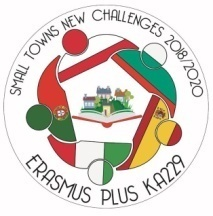 SMALL TOWNS NEW CHALLENGES 2018/2020
ERASMUS PLUS KA229